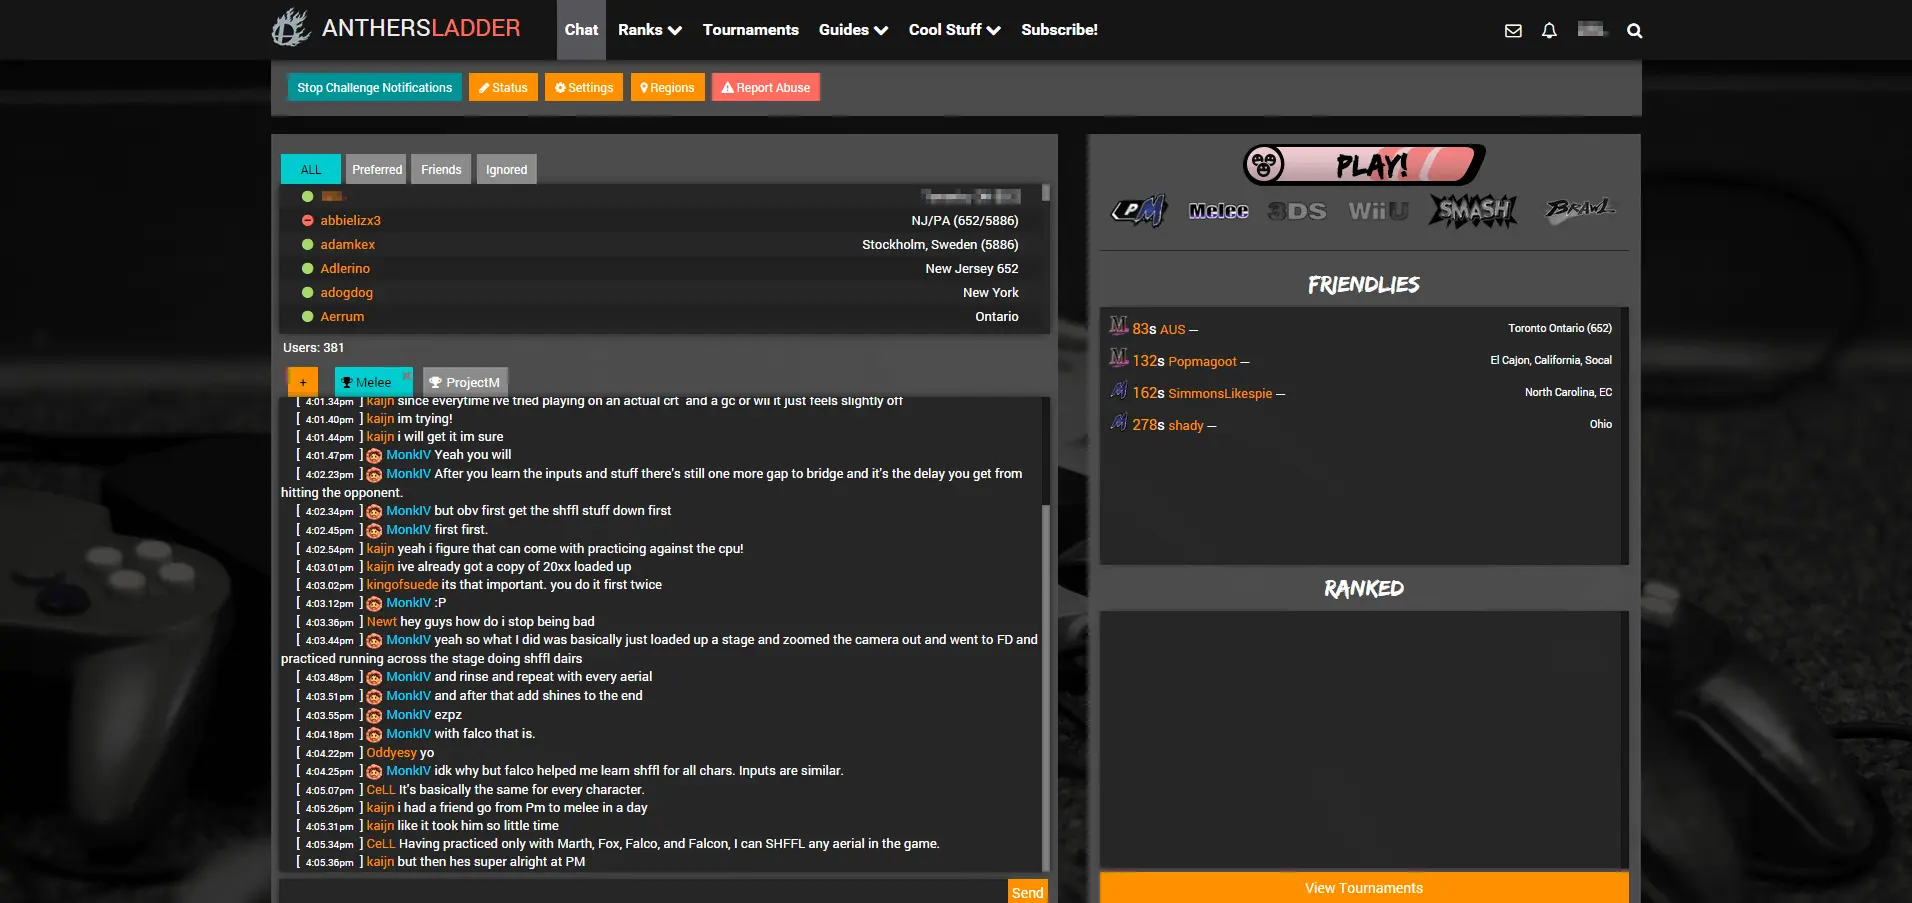 ANTHERSLADDER
Chat Ranks Tournaments Guides Cool Stuff Subscribe!
Stop Challenge Notifications Status Settings Regions Report Abuse
ALL Preferred Friends Ignored
abbielizx3 NJ/PA (652/5886)
adamkex Stockholm, Sweden (5886)
Adlerino New Jersey 652
adogdog New York
Aerrum Ontario
Users: 381
+ Melee ProjectM
[ 4:01.34pm ] kaijn since everytime ive tried playing on an actual crt and a gc or wii it just feels slightly off
[ 4:01.40pm ] kaijn im trying!
[ 4:01.44pm ] kaijn i will get it im sure
[ 4:01.47pm ] MonkIV Yeah you will
[ 4:02.23pm ] MonkIV After you learn the inputs and stuff there's still one more gap to bridge and it's the delay you get from
hitting the opponent.
[ 4:02.34pm ] MonkIV but obv first get the shffl stuff down first
[ 4:02.45pm ] MonkIV first first.
[ 4:02.54pm ] kaijn yeah i figure that can come with practicing against the cpu!
[ 4:03.01pm ] kaijn ive already got a copy of 20xx loaded up
[ 4:03.02pm ] kingofsuede its that important. you do it first twice
[ 4:03.12pm ] MonkIV :P
[ 4:03.36pm ] Newt hey guys how do i stop being bad
[ 4:03.44pm ] MonkIV yeah so what I did was basically just loaded up a stage and zoomed the camera out and went to FD and
practiced running across the stage doing shffl dairs
[ 4:03.48pm ] MonkIV and rinse and repeat with every aerial
[ 4:03.51pm ] MonkIV and after that add shines to the end
[ 4:03.55pm ] MonkIV ezpz
[ 4:04.18pm ] MonkIV with falco that is.
[ 4:04.22pm ] Oddyesy yo
[ 4:04.25pm ] MonkIV idk why but falco helped me learn shffl for all chars. Inputs are similar.
[ 4:05.07pm ] CeLL It's basically the same for every character.
[ 4:05.26pm ] kaijn i had a friend go from Pm to melee in a day
[ 4:05.31pm ] kaijn like it took him so little time
[ 4:05.34pm ] CeLL Having practiced only with Marth, Fox, Falco, and Falcon, I can SHFFL any aerial in the game.
[ 4:05.36pm ] kaijn but then hes super alright at PM
Send
PLAY!
PM Melee 3DS Wii U SMASH BRAWL
FRIENDLIES
M 83s AUS — Toronto Ontario (652)
M 132s Popmagoot — El Cajon, California, Socal
M 162s SimmonsLikespie — North Carolina, EC
M 278s shady — Ohio
RANKED
View Tournaments